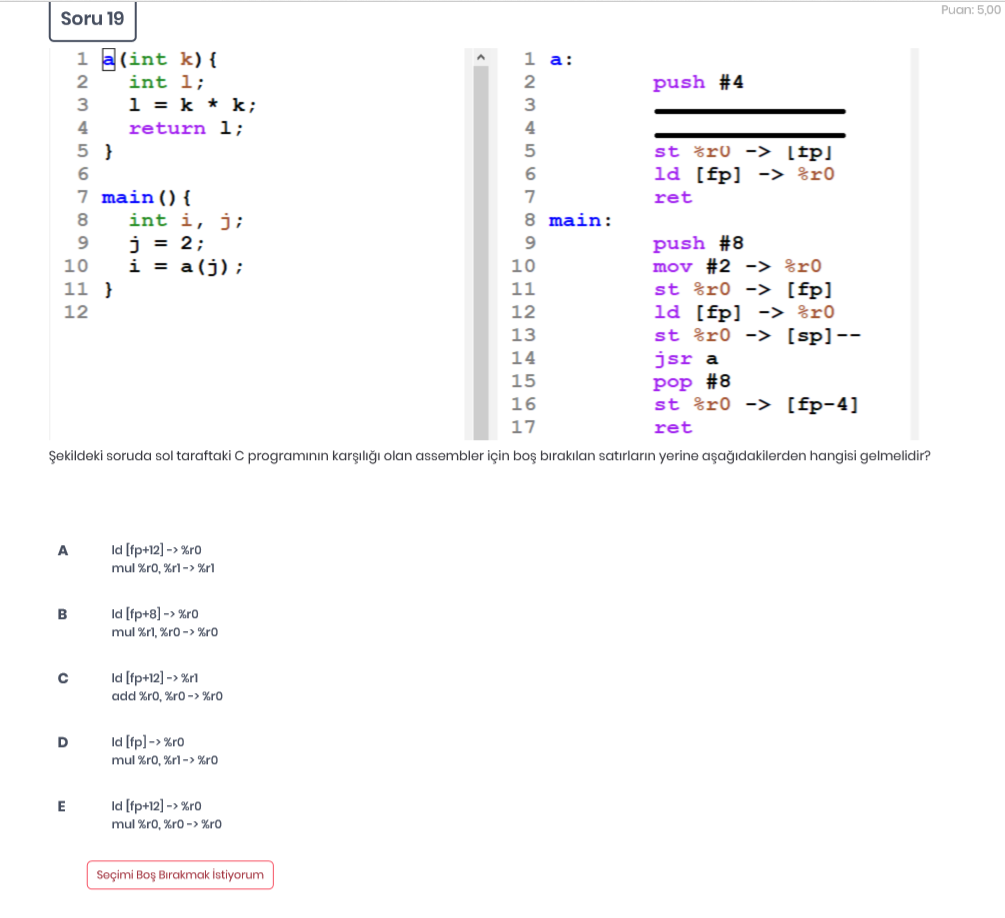 Soru 19
Puan: 5,00
1 a(int k){
2 int l;
3 l = k * k;
4 return l;
5 }
6
7 main(){
8 int i, j;
9 j = 2;
10 i = a(j);
11 }
12
1 a:
2 push #4
3
4
5 st %r0 -> [fp]
6 ld [fp] -> %r0
7 ret
8 main:
9 push #8
10 mov #2 -> %r0
11 st %r0 -> [fp]
12 ld [fp] -> %r0
13 st %r0 -> [sp]--
14 jsr a
15 pop #8
16 st %r0 -> [fp-4]
17 ret
Şekildeki soruda sol taraftaki C programının karşılığı olan assembler için boş bırakılan satırların yerine aşağıdakilerden hangisi gelmelidir?
A ld [fp+12] -> %r0
mul %r0, %r1 -> %r1
B ld [fp+8] -> %r0
mul %r1, %r0 -> %r0
C ld [fp+12] -> %r1
add %r0, %r0 -> %r0
D ld [fp] -> %r0
mul %r0, %r1 -> %r0
E ld [fp+12] -> %r0
mul %r0, %r0 -> %r0
Seçimi Boş Bırakmak İstiyorum